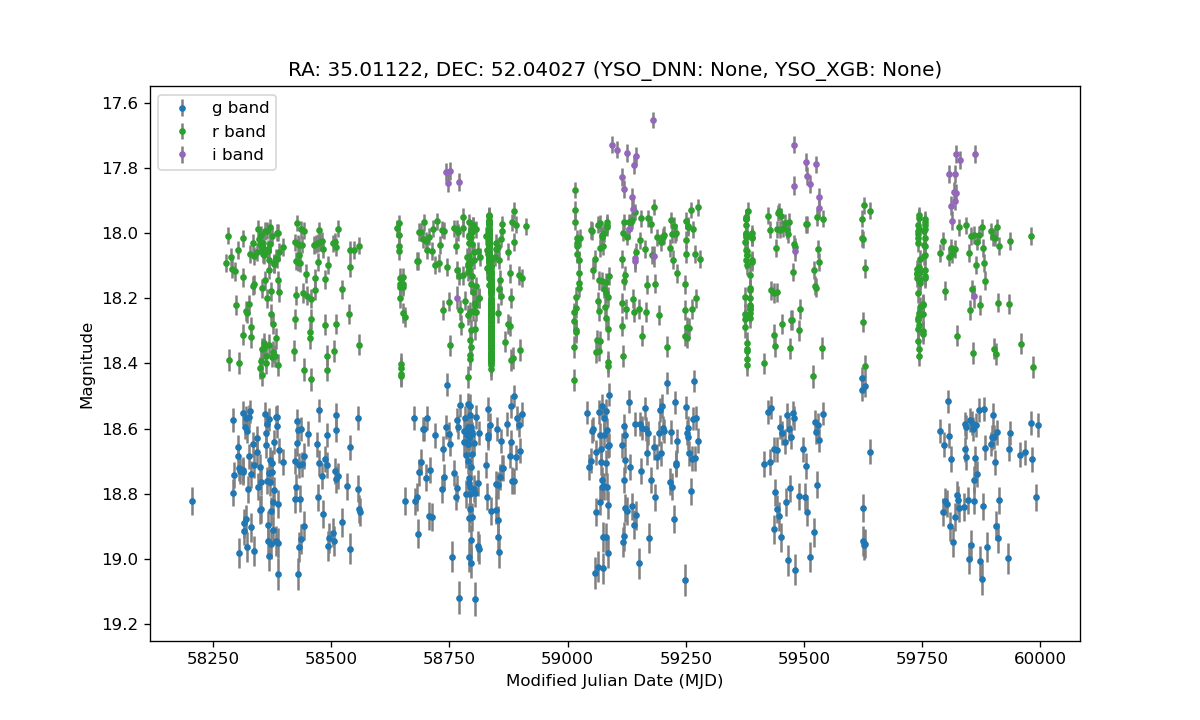 RA: 35.01122, DEC: 52.04027 (YSO_DNN: None, YSO_XGB: None)
g band
r band
i band
17.6
17.8
18.0
18.2
18.4
18.6
18.8
19.0
19.2
Magnitude
58250 58500 58750 59000 59250 59500 59750 60000
Modified Julian Date (MJD)